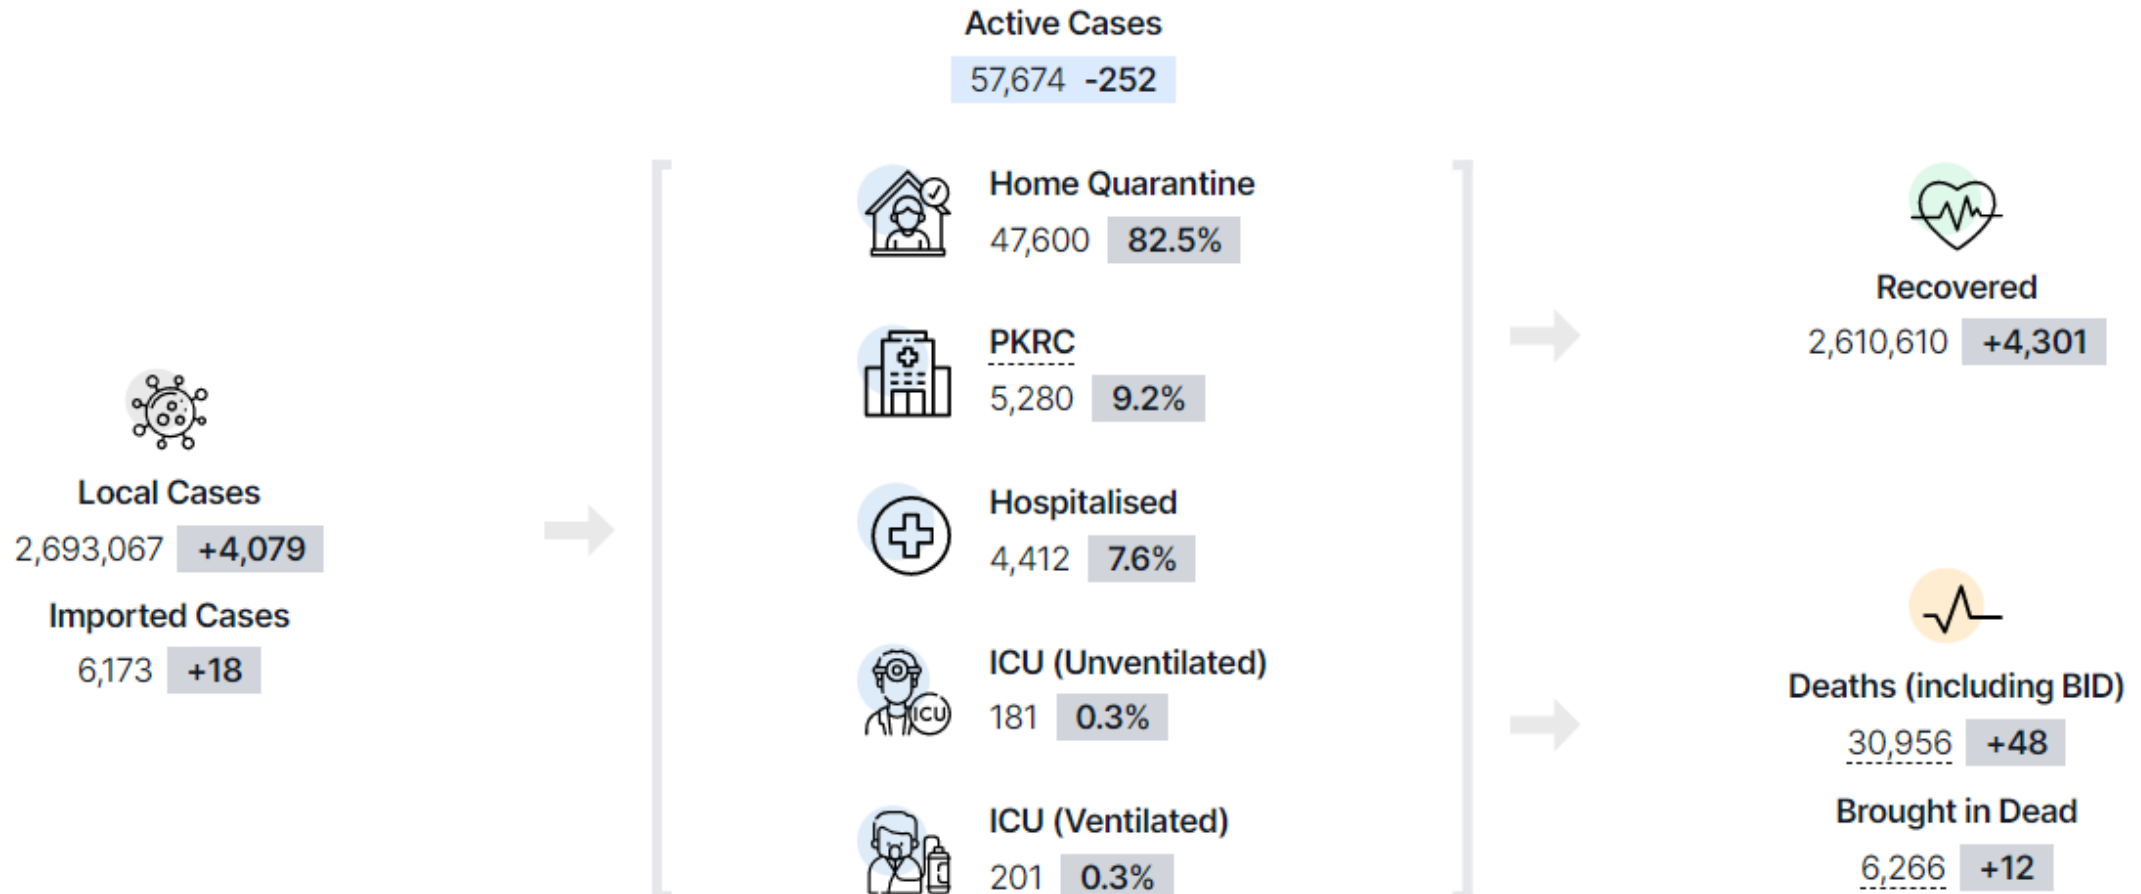 Active Cases
57,674 -252
Local Cases
2,693,067 +4,079
Imported Cases
6,173 +18
Home Quarantine
47,600 82.5%
PKRC
5,280 9.2%
Hospitalised
4,412 7.6%
ICU (Unventilated)
ICU
181 0.3%
ICU (Ventilated)
201 0.3%
Recovered
2,610,610 +4,301
Deaths (including BID)
30,956 +48
Brought in Dead
6,266 +12